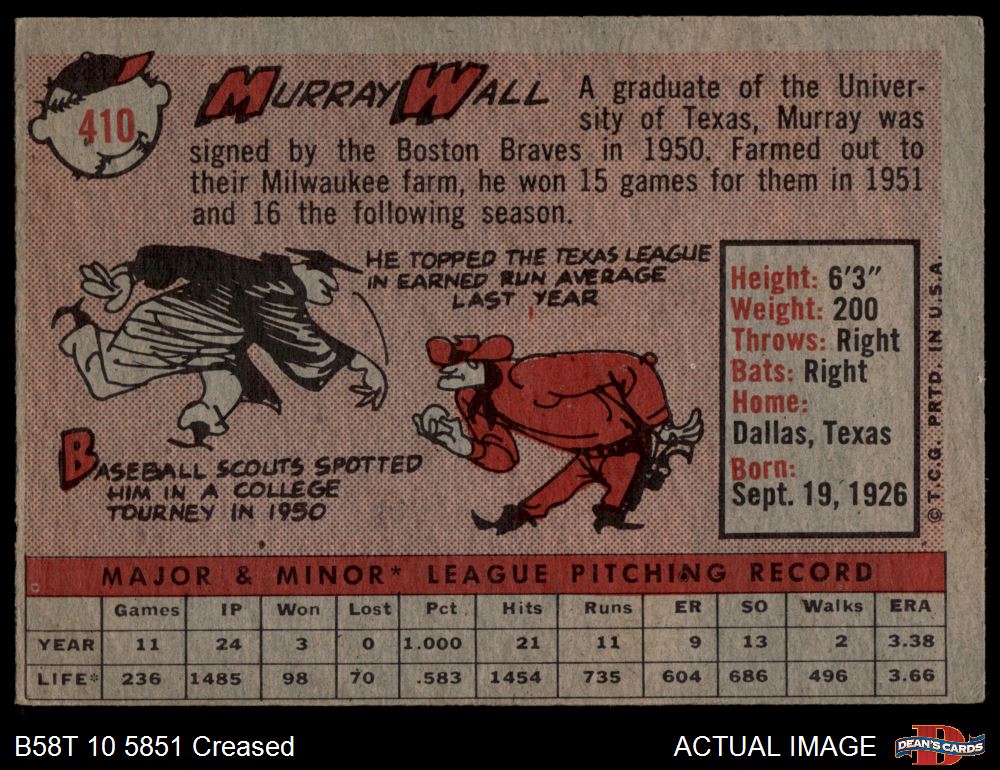 410
MURRAY WALL
A graduate of the Univer-
sity of Texas, Murray was
signed by the Boston Braves in 1950. Farmed out to
their Milwaukee farm, he won 15 games for them in 1951
and 16 the following season.
HE TOPPED THE TEXAS LEAGUE
IN EARNED RUN AVERAGE
LAST YEAR
BASEBALL SCOUTS SPOTTED
HIM IN A COLLEGE
TOURNEY IN 1950
Height: 6'3"
Weight: 200
Throws: Right
Bats: Right
Home:
Dallas, Texas
Born:
Sept. 19, 1926
© T.C.G. PRTD. IN U.S.A.
MAJOR & MINOR* LEAGUE PITCHING RECORD
Games IP Won Lost Pct. Hits Runs ER SO Walks ERA
YEAR 11 24 3 0 1.000 21 11 9 13 2 3.38
LIFE* 236 1485 98 70 .583 1454 735 604 686 496 3.66
B58T 10 5851 Creased
ACTUAL IMAGE
DEAN'S CARDS